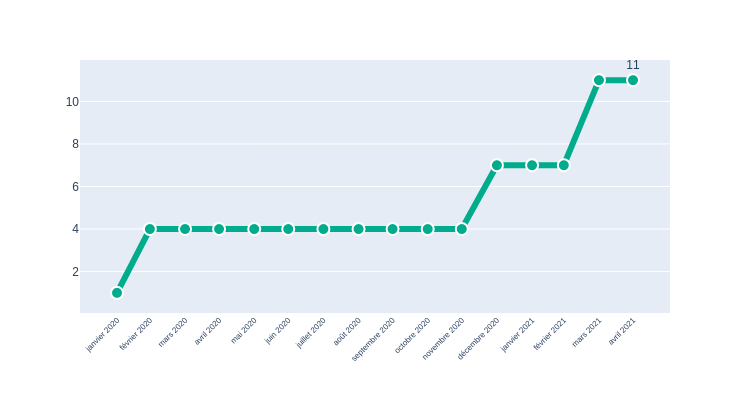 11
10
8
6
4
2
janvier 2020
février 2020
mars 2020
avril 2020
mai 2020
juin 2020
juillet 2020
août 2020
septembre 2020
octobre 2020
novembre 2020
décembre 2020
janvier 2021
février 2021
mars 2021
avril 2021